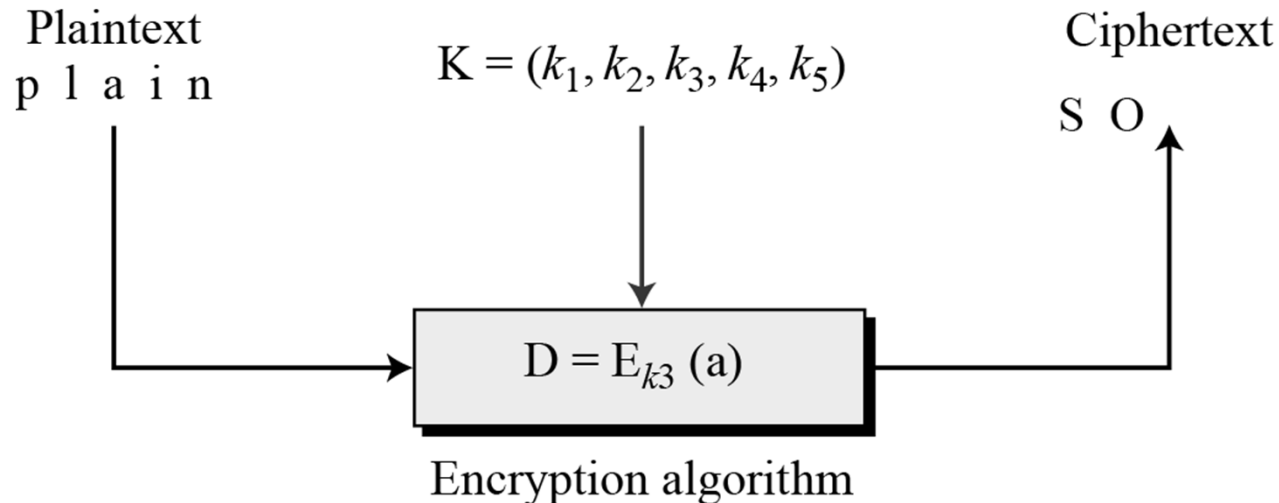 Plaintext
p l a i n
K = (k₁, k₂, k₃, k₄, k₅)
Ciphertext
S O
D = Eₖ₃ (a)
Encryption algorithm